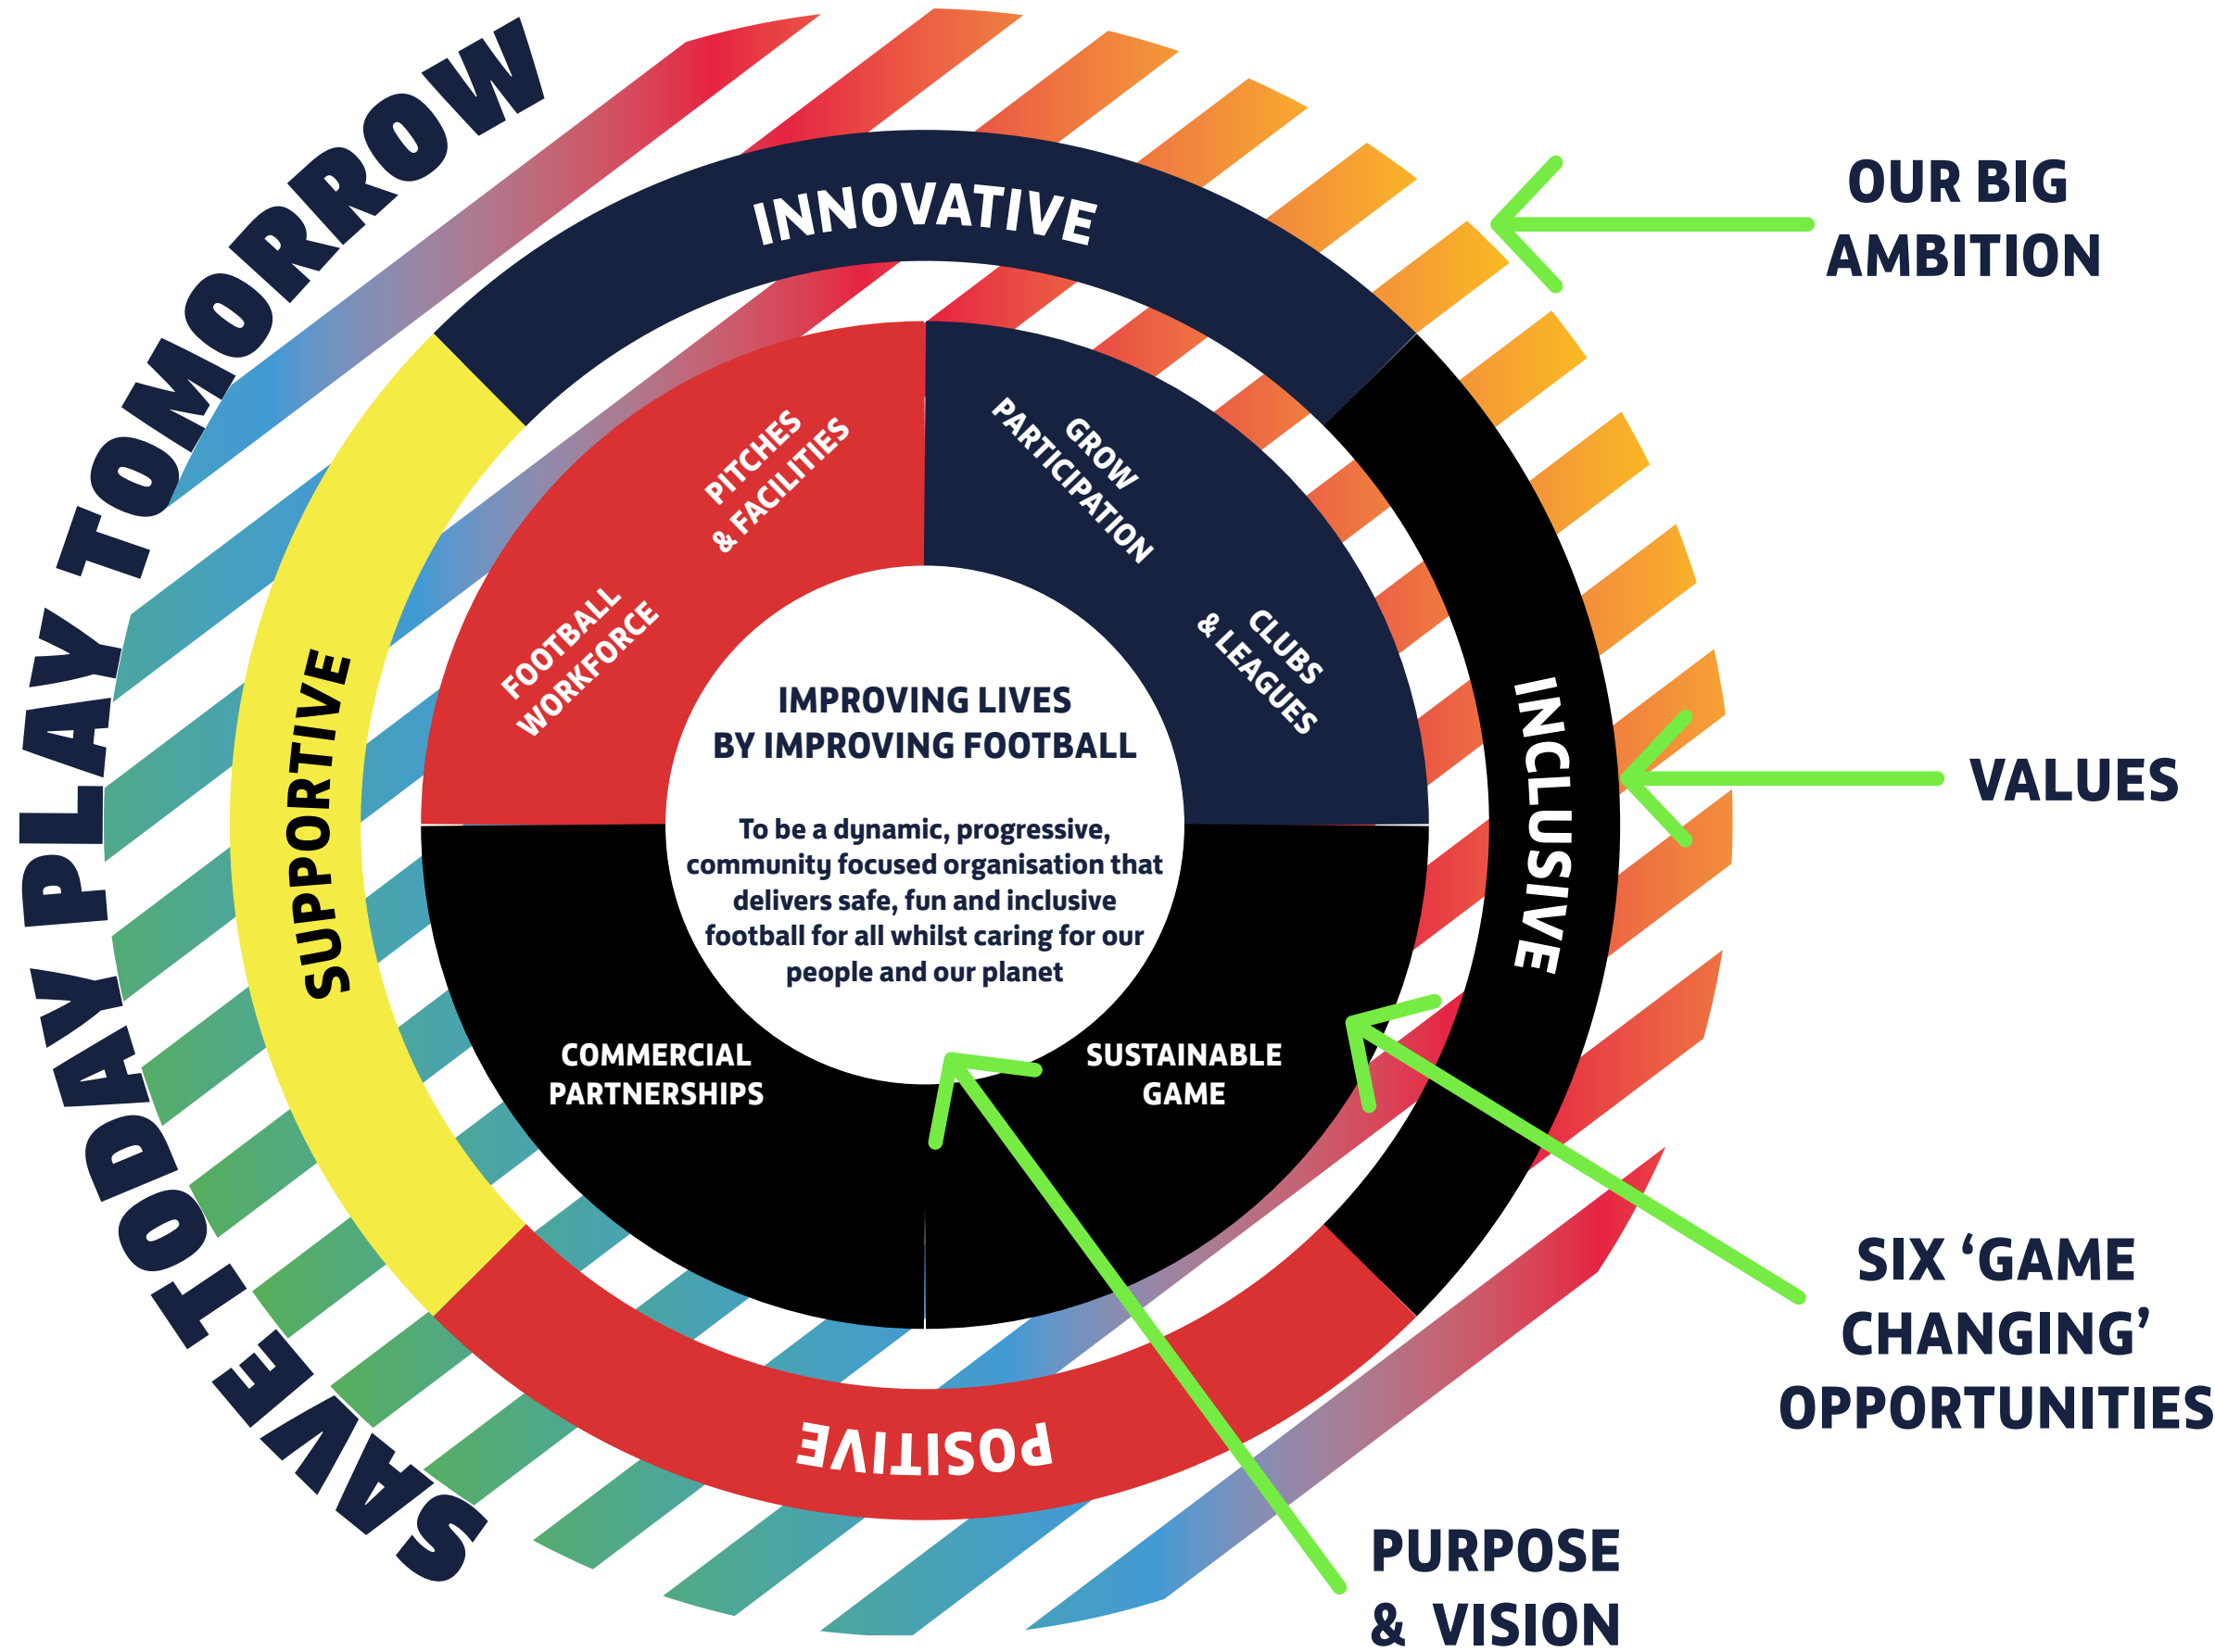 SAVE TODAY PLAY TOMORROW
INNOVATIVE
OUR BIG
AMBITION
PITCHES
& FACILITIES
GROW
PARTICIPATION
FOOTBALL
WORKFORCE
CLUBS
& LEAGUES
SUPPORTIVE
INCLUSIVE
VALUES
IMPROVING LIVES
BY IMPROVING FOOTBALL
To be a dynamic, progressive,
community focused organisation that
delivers safe, fun and inclusive
football for all whilst caring for our
people and our planet
COMMERCIAL
PARTNERSHIPS
SUSTAINABLE
GAME
SIX ‘GAME
CHANGING’
OPPORTUNITIES
POSITIVE
PURPOSE
& VISION